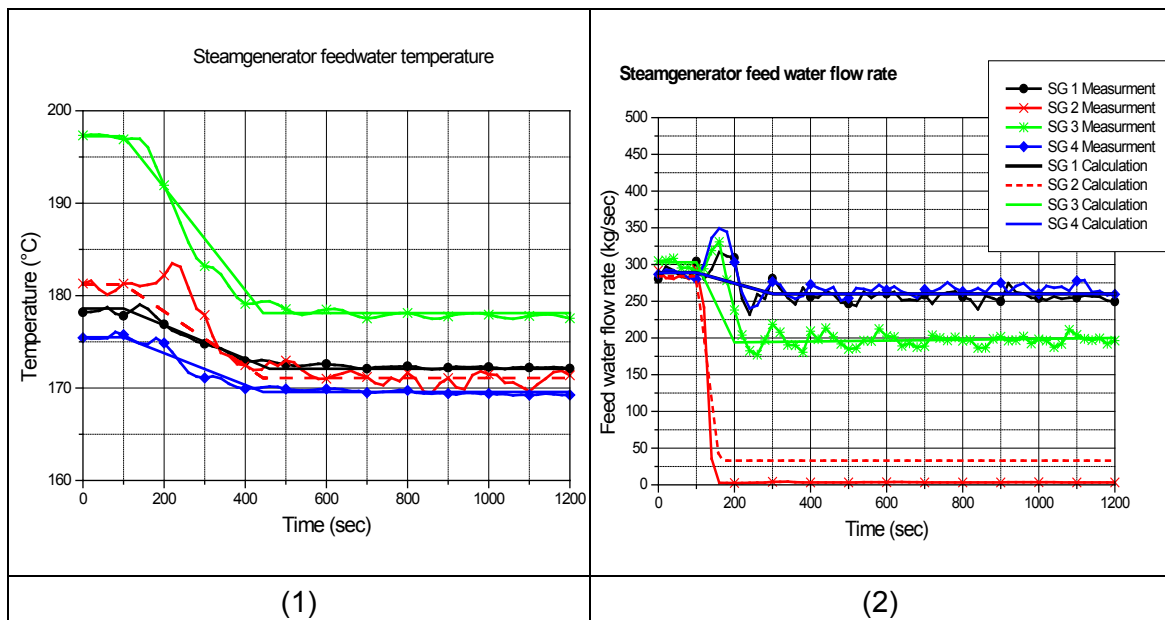 Steamgenerator feedwater temperature
200
190
180
170
160
Temperature (°C)
0 200 400 600 800 1000 1200
Time (sec)
(1)
Steamgenerator feed water flow rate
SG 1 Measurment
SG 2 Measurment
SG 3 Measurment
SG 4 Measurment
SG 1 Calculation
SG 2 Calculation
SG 3 Calculation
SG 4 Calculation
500
450
400
350
300
250
200
150
100
50
0
Feed water flow rate (kg/sec)
0 200 400 600 800 1000 1200
Time (sec)
(2)